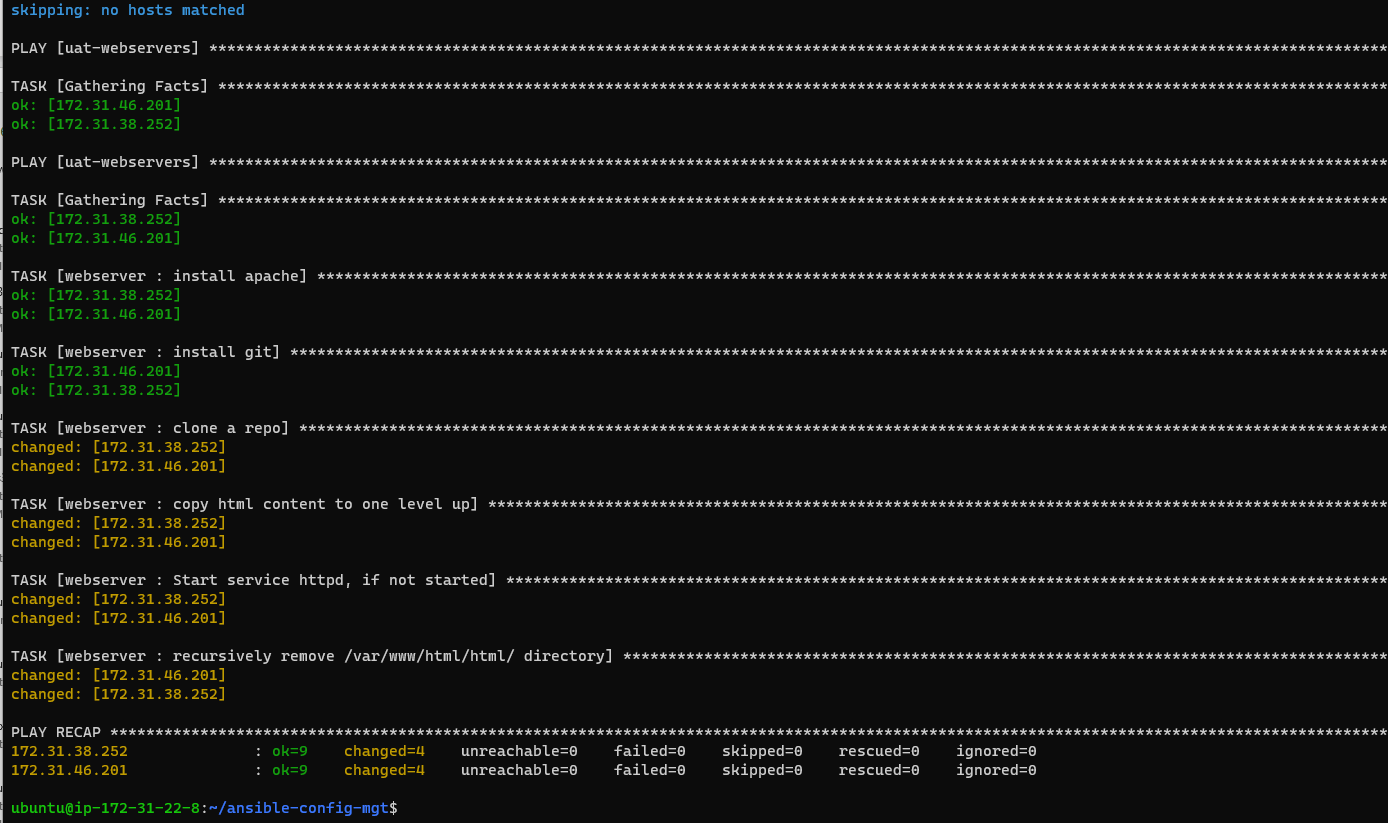 skipping: no hosts matched
PLAY [uat-webservers] ***********************************************************************************************************************************
TASK [Gathering Facts] **********************************************************************************************************************************
ok: [172.31.46.201]
ok: [172.31.38.252]
PLAY [uat-webservers] ***********************************************************************************************************************************
TASK [Gathering Facts] **********************************************************************************************************************************
ok: [172.31.38.252]
ok: [172.31.46.201]
TASK [webserver : install apache] ***********************************************************************************************************************
ok: [172.31.38.252]
ok: [172.31.46.201]
TASK [webserver : install git] **************************************************************************************************************************
ok: [172.31.46.201]
ok: [172.31.38.252]
TASK [webserver : clone a repo] *************************************************************************************************************************
changed: [172.31.38.252]
changed: [172.31.46.201]
TASK [webserver : copy html content to one level up] ****************************************************************************************************
changed: [172.31.38.252]
changed: [172.31.46.201]
TASK [webserver : Start service httpd, if not started] **************************************************************************************************
changed: [172.31.38.252]
changed: [172.31.46.201]
TASK [webserver : recursively remove /var/www/html/html/ directory] *************************************************************************************
changed: [172.31.46.201]
changed: [172.31.38.252]
PLAY RECAP **********************************************************************************************************************************************
172.31.38.252 : ok=9 changed=4 unreachable=0 failed=0 skipped=0 rescued=0 ignored=0
172.31.46.201 : ok=9 changed=4 unreachable=0 failed=0 skipped=0 rescued=0 ignored=0
ubuntu@ip-172-31-22-8:~/ansible-config-mgt$